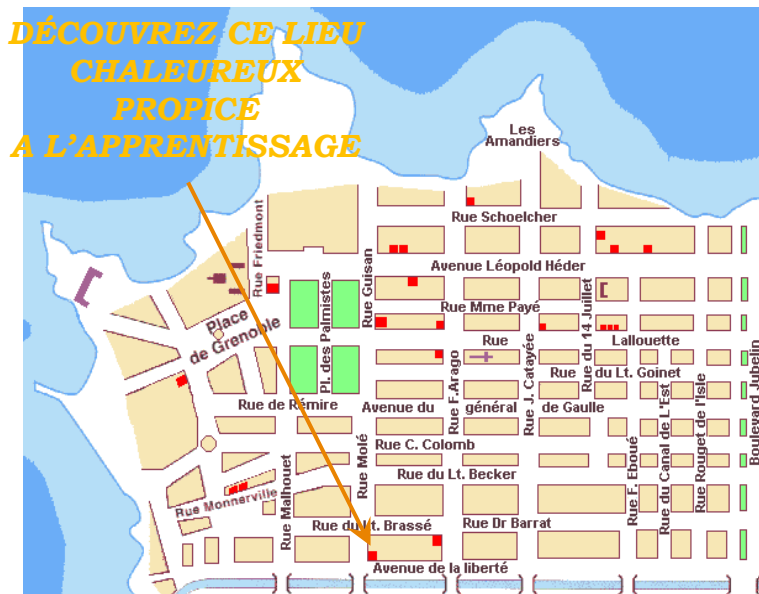 DÉCOUVREZ CE LIEU
CHALEUREUX
PROPICE
A L’APPRENTISSAGE
Les
Amandiers
Rue Schoelcher
Rue Friedmont
Rue Guisan
Avenue Léopold Héder
Pl. des Palmistes
Rue Mme Payé
Rue du 14 Juillet
Place
de Grenoble
Rue
Lallouette
Rue F.Arago
Rue J. Catayée
Rue du Lt. Goinet
Boulevard Jubelin
Rue de Rémire
Avenue du général de Gaulle
Rue C. Colomb
Rue Molé
Rue du Lt. Becker
Rue Malhouet
Rue Monnerville
Rue F. Eboué
Rue du Canal de L'Est
Rue Rouget de l'Isle
Rue du Lt. Brassé
Rue Dr Barrat
Avenue de la liberté